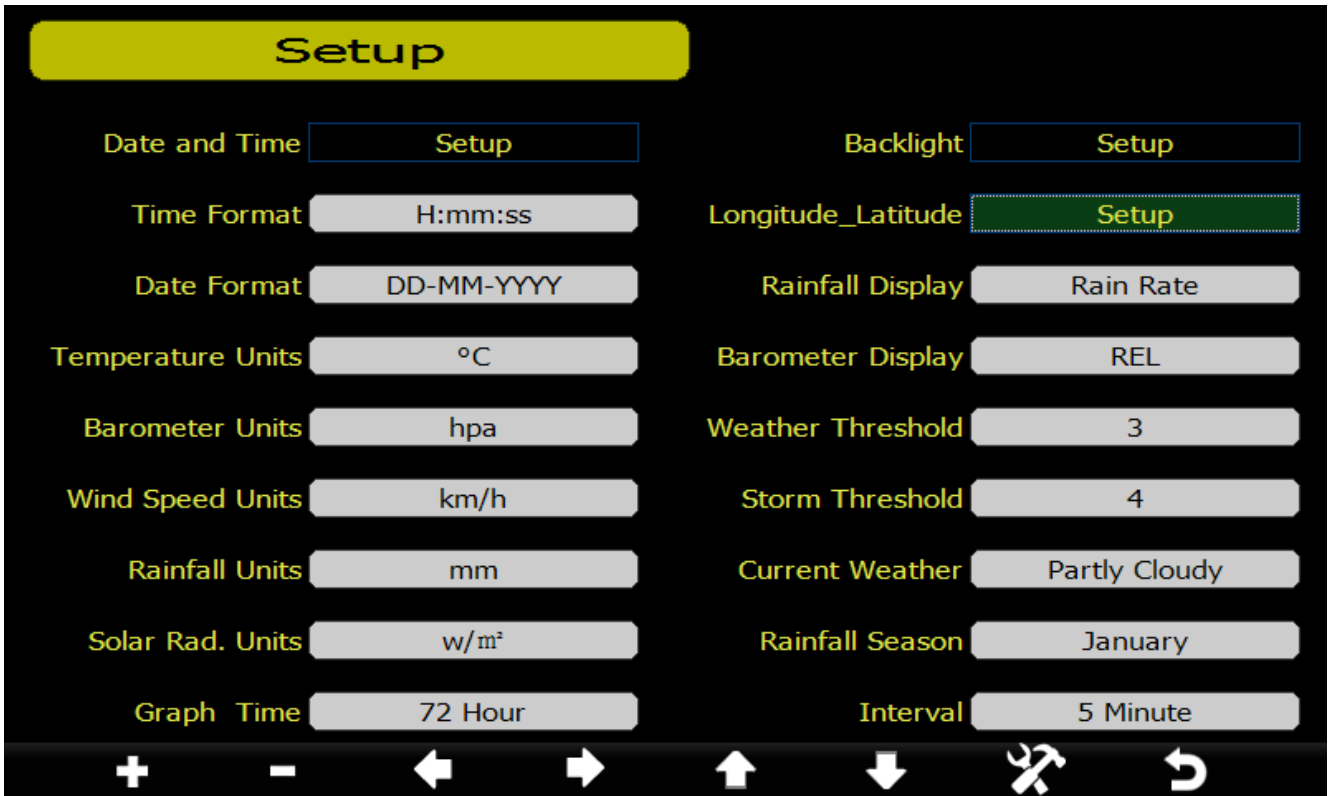 Setup
Date and Time Setup
Time Format H:mm:ss
Date Format DD-MM-YYYY
Temperature Units °C
Barometer Units hpa
Wind Speed Units km/h
Rainfall Units mm
Solar Rad. Units w/m²
Graph Time 72 Hour
Backlight Setup
Longitude_Latitude Setup
Rainfall Display Rain Rate
Barometer Display REL
Weather Threshold 3
Storm Threshold 4
Current Weather Partly Cloudy
Rainfall Season January
Interval 5 Minute